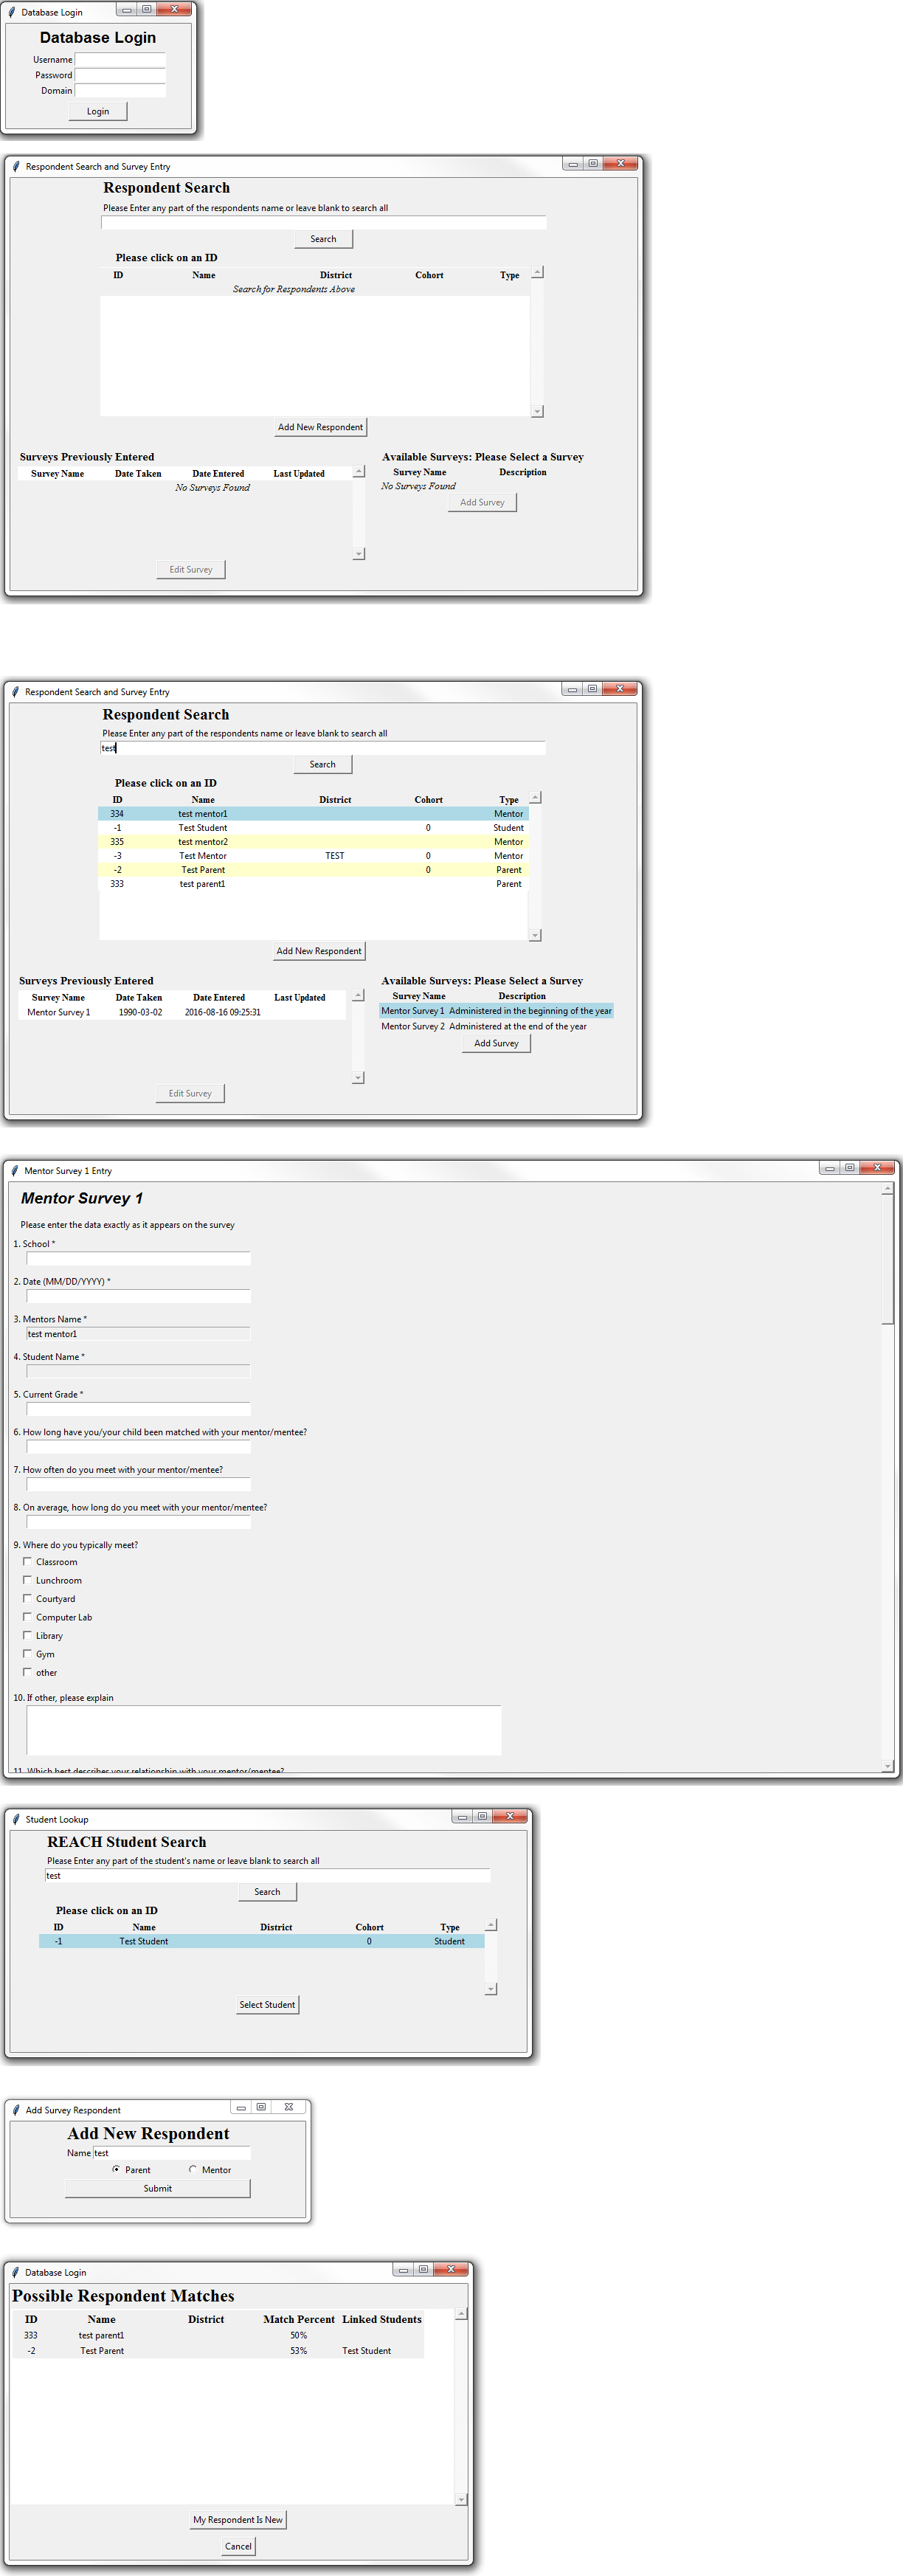 Database Login
Database Login
Username
Password
Domain
Login
Respondent Search and Survey Entry
Respondent Search
Please Enter any part of the respondents name or leave blank to search all
Search
Please click on an ID
ID Name District Cohort Type
Search for Respondents Above
Add New Respondent
Surveys Previously Entered
Survey Name Date Taken Date Entered Last Updated
No Surveys Found
Edit Survey
Available Surveys: Please Select a Survey
Survey Name Description
No Surveys Found
Add Survey
Respondent Search and Survey Entry
Respondent Search
Please Enter any part of the respondents name or leave blank to search all
test
Search
Please click on an ID
ID Name District Cohort Type
334 test mentor1 Mentor
-1 Test Student 0 Student
335 test mentor2 Mentor
-3 Test Mentor TEST 0 Mentor
-2 Test Parent 0 Parent
333 test parent1 Parent
Add New Respondent
Surveys Previously Entered
Survey Name Date Taken Date Entered Last Updated
Mentor Survey 1 1990-03-02 2016-08-16 09:25:31
Edit Survey
Available Surveys: Please Select a Survey
Survey Name Description
Mentor Survey 1 Administered in the beginning of the year
Mentor Survey 2 Administered at the end of the year
Add Survey
Mentor Survey 1 Entry
Mentor Survey 1
Please enter the data exactly as it appears on the survey
1. School *
2. Date (MM/DD/YYYY) *
3. Mentors Name *
test mentor1
4. Student Name *
5. Current Grade *
6. How long have you/your child been matched with your mentor/mentee?
7. How often do you meet with your mentor/mentee?
8. On average, how long do you meet with your mentor/mentee?
9. Where do you typically meet?
Classroom
Lunchroom
Courtyard
Computer Lab
Library
Gym
other
10. If other, please explain
11. Which best describes your relationship with your mentor/mentee?
Student Lookup
REACH Student Search
Please Enter any part of the student's name or leave blank to search all
test
Search
Please click on an ID
ID Name District Cohort Type
-1 Test Student 0 Student
Select Student
Add Survey Respondent
Add New Respondent
Name test
Parent Mentor
Submit
Database Login
Possible Respondent Matches
ID Name District Match Percent Linked Students
333 test parent1 50%
-2 Test Parent 53% Test Student
My Respondent Is New
Cancel